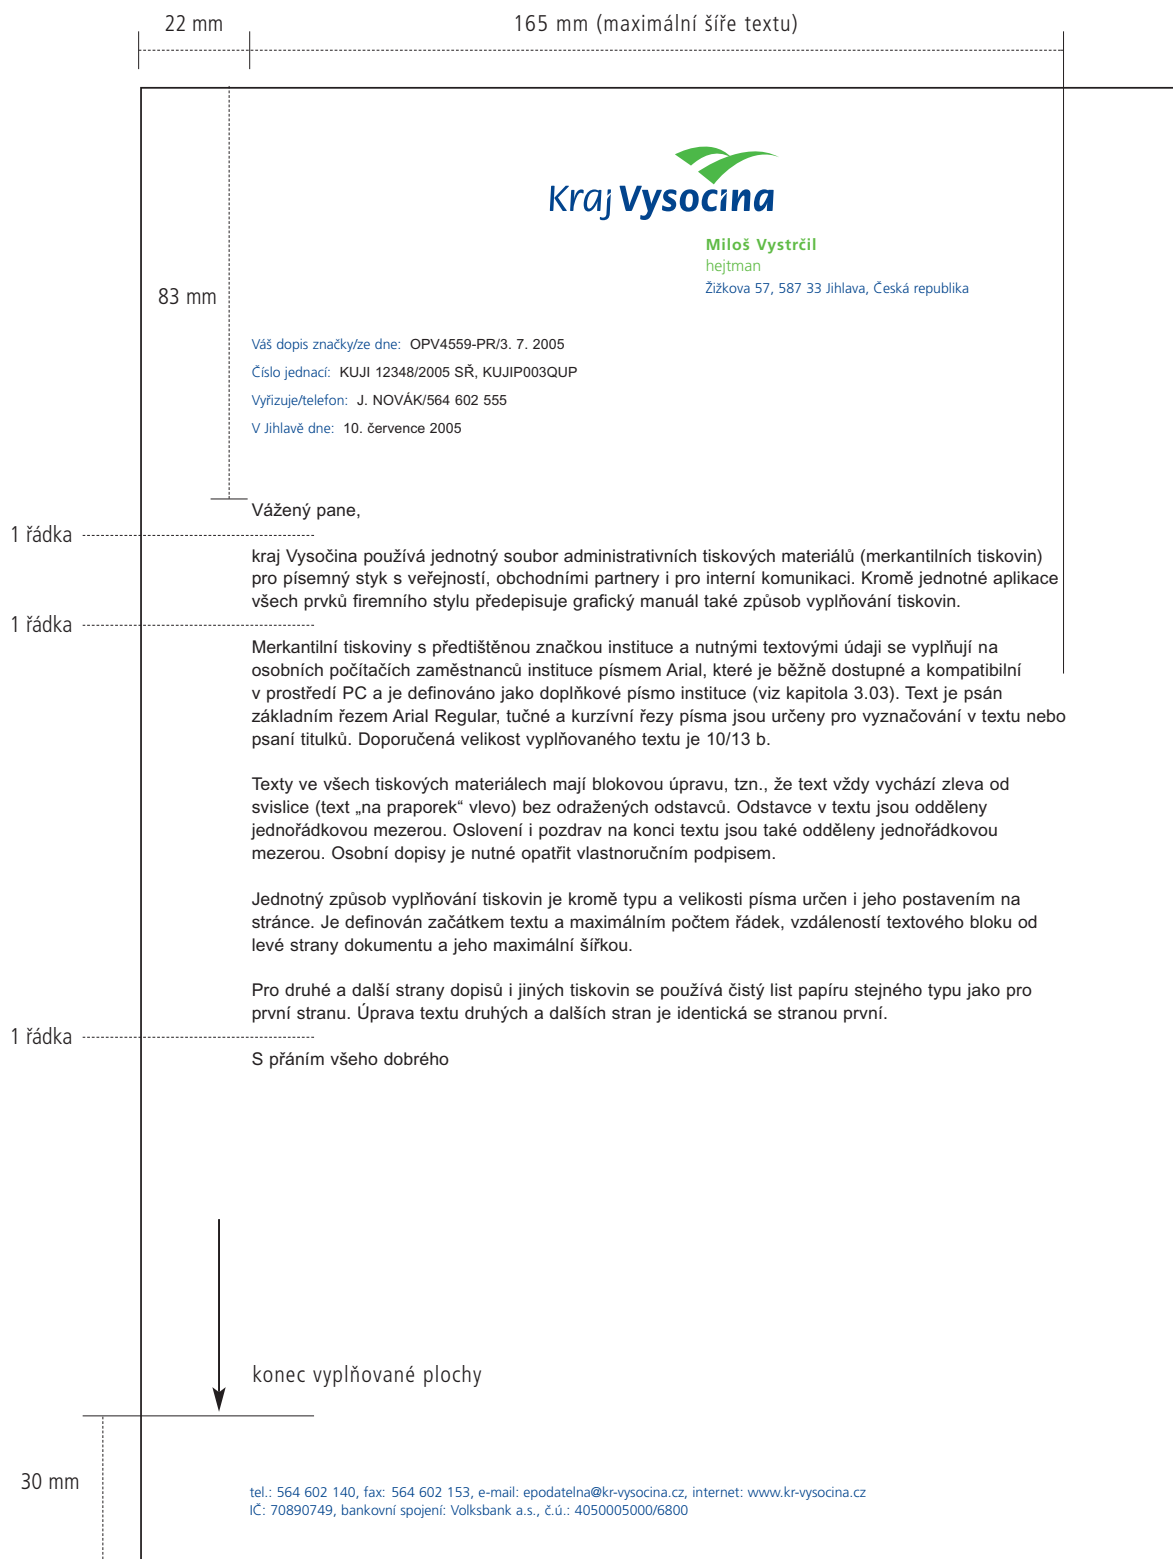 22 mm
165 mm (maximální šíře textu)
Kraj Vysočina
Miloš Vystrčil
hejtman
Žižkova 57, 587 33 Jihlava, Česká republika
83 mm
Váš dopis značky/ze dne: OPV4559-PR/3. 7. 2005
Číslo jednací: KUJI 12348/2005 SŘ, KUJIP003QUP
Vyřizuje/telefon: J. NOVÁK/564 602 555
V Jihlavě dne: 10. července 2005
Vážený pane,
1 řádka
kraj Vysočina používá jednotný soubor administrativních tiskových materiálů (merkantilních tiskovin)
pro písemný styk s veřejností, obchodními partnery i pro interní komunikaci. Kromě jednotné aplikace
všech prvků firemního stylu předepisuje grafický manuál také způsob vyplňování tiskovin.
1 řádka
Merkantilní tiskoviny s předtištěnou značkou instituce a nutnými textovými údaji se vyplňují na
osobních počítačích zaměstnanců instituce písmem Arial, které je běžně dostupné a kompatibilní
v prostředí PC a je definováno jako doplňkové písmo instituce (viz kapitola 3.03). Text je psán
základním řezem Arial Regular, tučné a kurzívní řezy písma jsou určeny pro vyznačování v textu nebo
psaní titulků. Doporučená velikost vyplňovaného textu je 10/13 b.
Texty ve všech tiskových materiálech mají blokovou úpravu, tzn., že text vždy vychází zleva od
svislice (text „na praporek“ vlevo) bez odražených odstavců. Odstavce v textu jsou odděleny
jednořádkovou mezerou. Oslovení i pozdrav na konci textu jsou také odděleny jednořádkovou
mezerou. Osobní dopisy je nutné opatřit vlastnoručním podpisem.
Jednotný způsob vyplňování tiskovin je kromě typu a velikosti písma určen i jeho postavením na
stránce. Je definován začátkem textu a maximálním počtem řádek, vzdáleností textového bloku od
levé strany dokumentu a jeho maximální šířkou.
Pro druhé a další strany dopisů i jiných tiskovin se používá čistý list papíru stejného typu jako pro
první stranu. Úprava textu druhých a dalších stran je identická se stranou první.
1 řádka
S přáním všeho dobrého
konec vyplňované plochy
30 mm
tel.: 564 602 140, fax: 564 602 153, e-mail: epodatelna@kr-vysocina.cz, internet: www.kr-vysocina.cz
IČ: 70890749, bankovní spojení: Volksbank a.s., č.ú.: 4050005000/6800